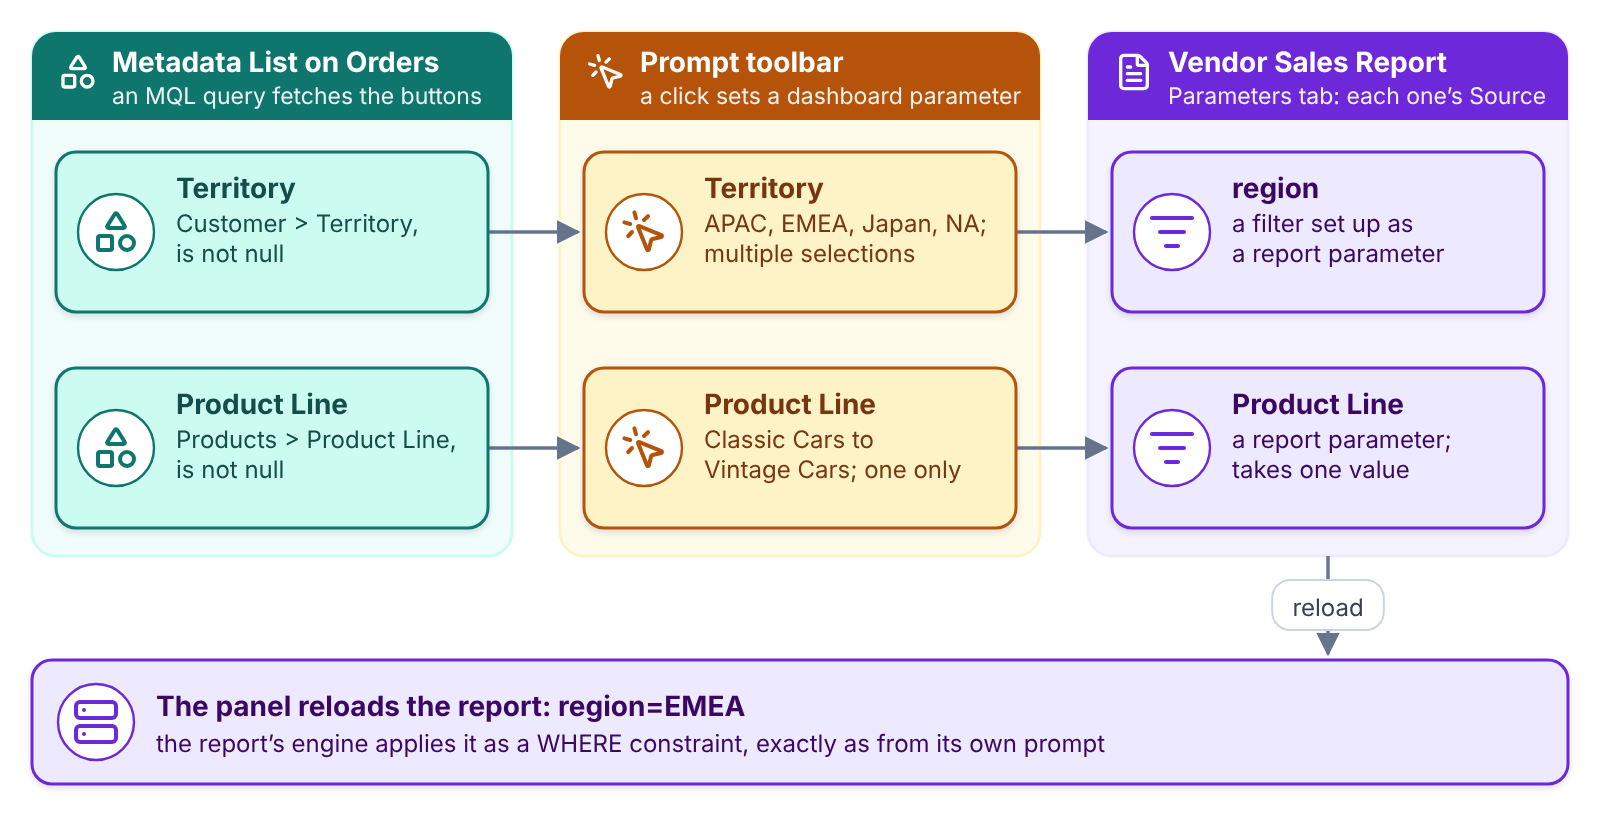 Metadata List on Orders
an MQL query fetches the buttons
Territory
Customer > Territory,
is not null
Product Line
Products > Product Line,
is not null
Prompt toolbar
a click sets a dashboard parameter
Territory
APAC, EMEA, Japan, NA;
multiple selections
Product Line
Classic Cars to
Vintage Cars; one only
Vendor Sales Report
Parameters tab: each one’s Source
region
a filter set up as
a report parameter
Product Line
a report parameter;
takes one value
reload
The panel reloads the report: region=EMEA
the report’s engine applies it as a WHERE constraint, exactly as from its own prompt